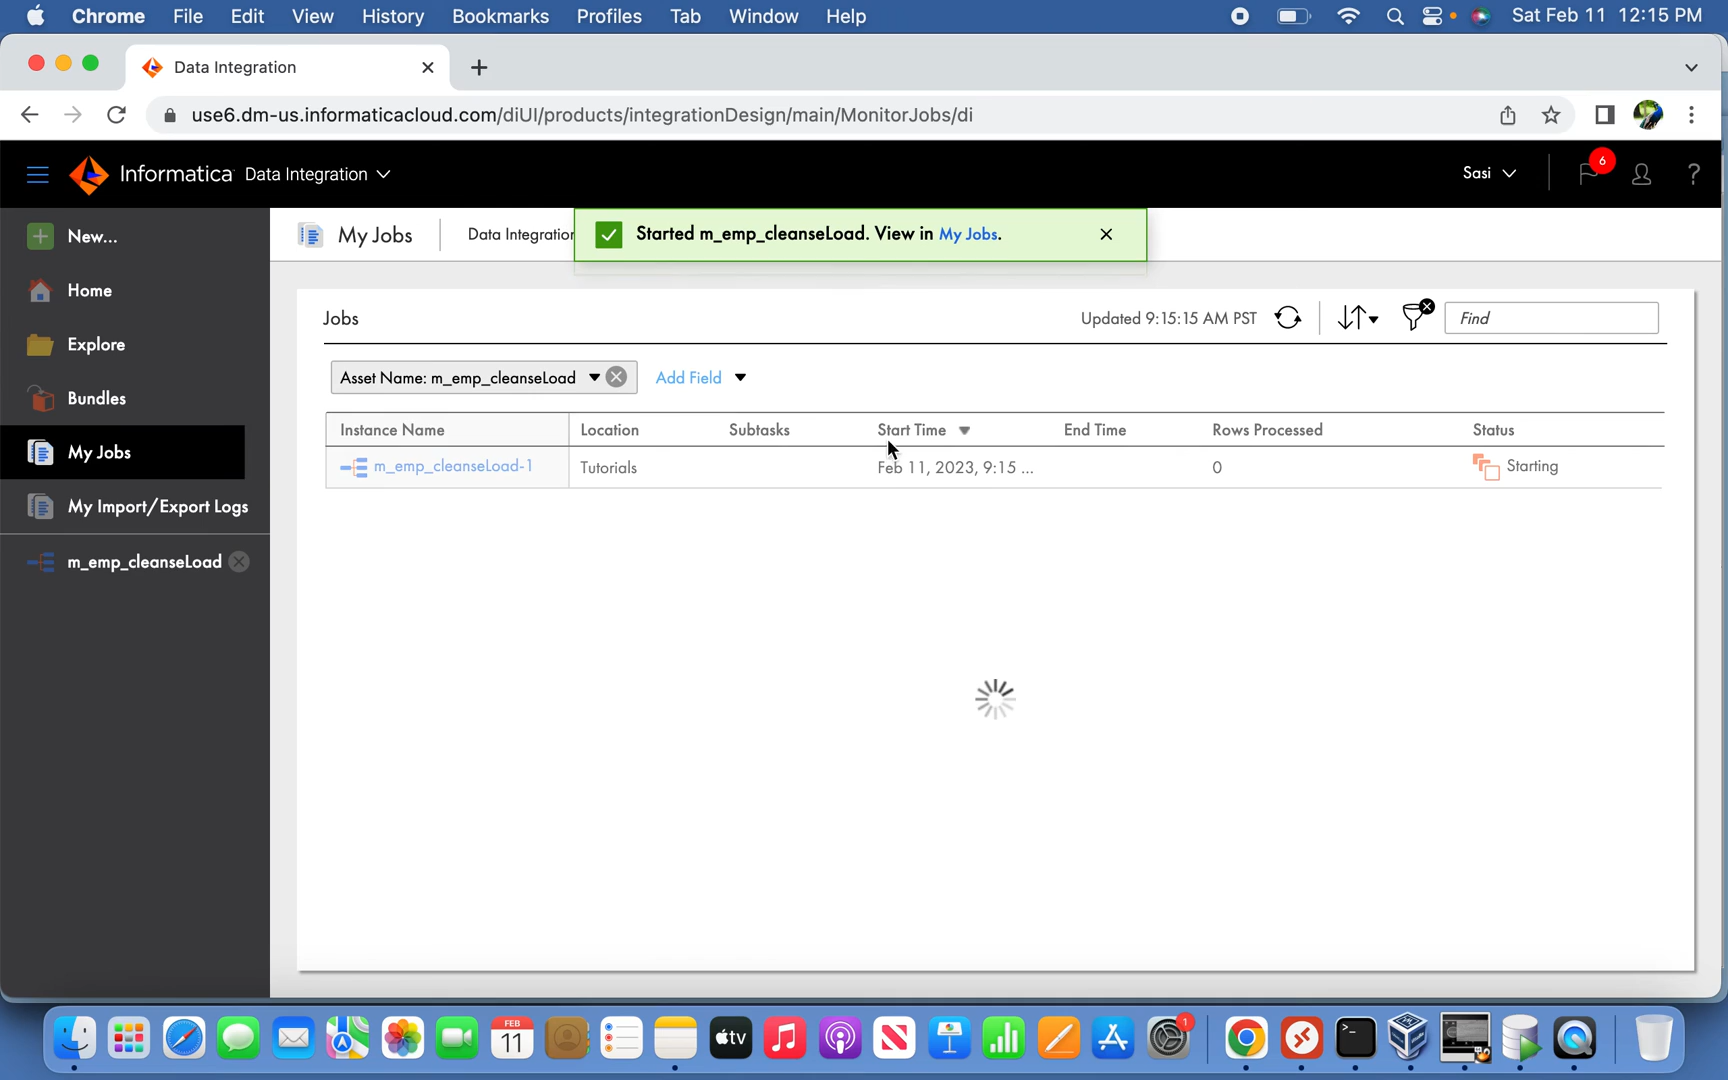 Chrome File Edit View History Bookmarks Profiles Tab Window Help Sat Feb 11 12:15 PM
Data Integration
use6.dm-us.informaticacloud.com/diUI/products/integrationDesign/main/MonitorJobs/di
Informatica Data Integration Sasi 6 ?
New...
Home
Explore
Bundles
My Jobs
My Import/Export Logs
m_emp_cleanseLoad
My Jobs Data Integration
Started m_emp_cleanseLoad. View in My Jobs.
Jobs Updated 9:15:15 AM PST Find
Asset Name: m_emp_cleanseLoad Add Field
Instance Name Location Subtasks Start Time End Time Rows Processed Status
m_emp_cleanseLoad-1 Tutorials Feb 11, 2023, 9:15 ... 0 Starting
FEB
11
tv
1